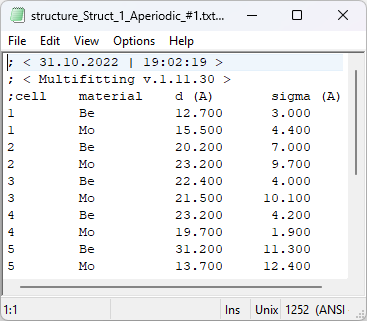 structure_Struct_1_Aperiodic_#1.txt...
File Edit View Options Help
; < 31.10.2022 | 19:02:19 >
; < Multifitting v.1.11.30 >
;cell material d (A) sigma (A)
1 Be 12.700 3.000
1 Mo 15.500 4.400
2 Be 20.200 7.000
2 Mo 23.200 9.700
3 Be 22.400 4.000
3 Mo 21.500 10.100
4 Be 23.200 4.200
4 Mo 19.700 1.900
5 Be 31.200 11.300
5 Mo 13.700 12.400
1:1 Ins Unix 1252 (ANSI